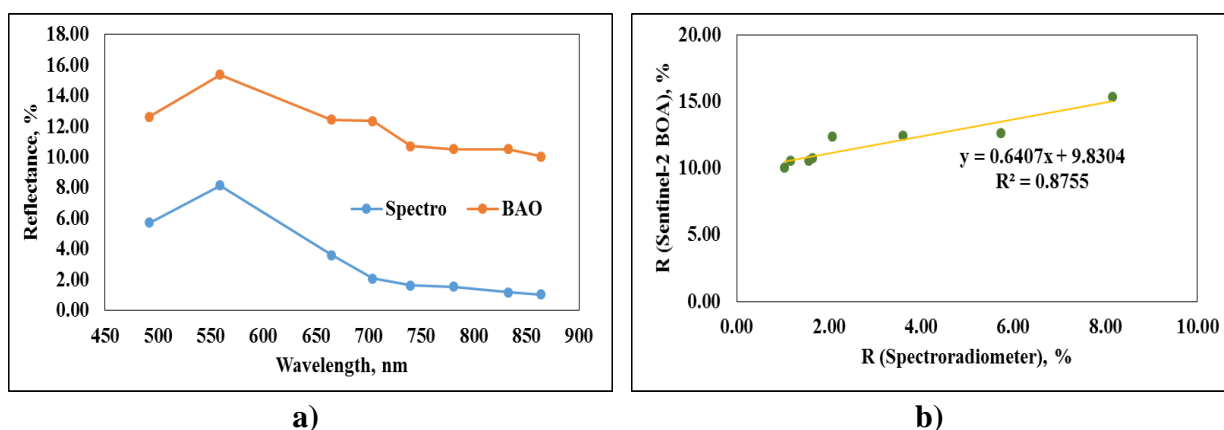 18.00
16.00
14.00
12.00
10.00
8.00
6.00
4.00
2.00
0.00
Reflectance, %
Spectro BAO
450 500 550 600 650 700 750 800 850 900
Wavelength, nm
a)
20.00
15.00
10.00
5.00
0.00
R (Sentinel-2 BOA), %
y = 0.6407x + 9.8304
R² = 0.8755
0.00 2.00 4.00 6.00 8.00 10.00
R (Spectroradiometer), %
b)